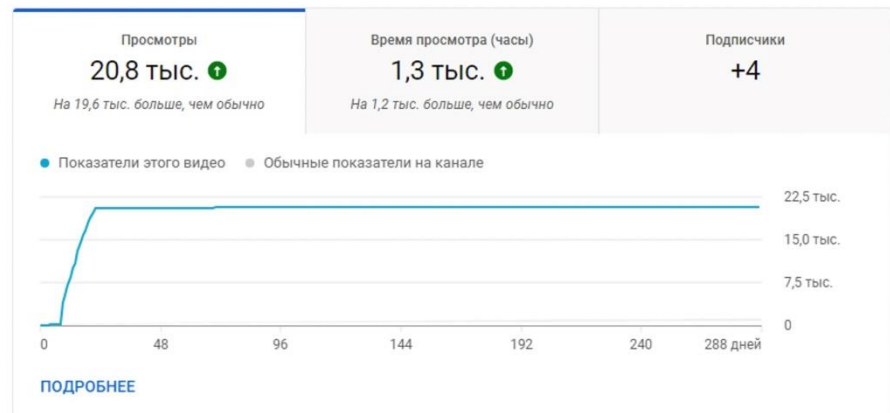 Просмотры
20,8 тыс.
На 19,6 тыс. больше, чем обычно
Время просмотра (часы)
1,3 тыс.
На 1,2 тыс. больше, чем обычно
Подписчики
+4
Показатели этого видео
Обычные показатели на канале
22,5 тыс.
15,0 тыс.
7,5 тыс.
0
0 48 96 144 192 240 288 дней
ПОДРОБНЕЕ